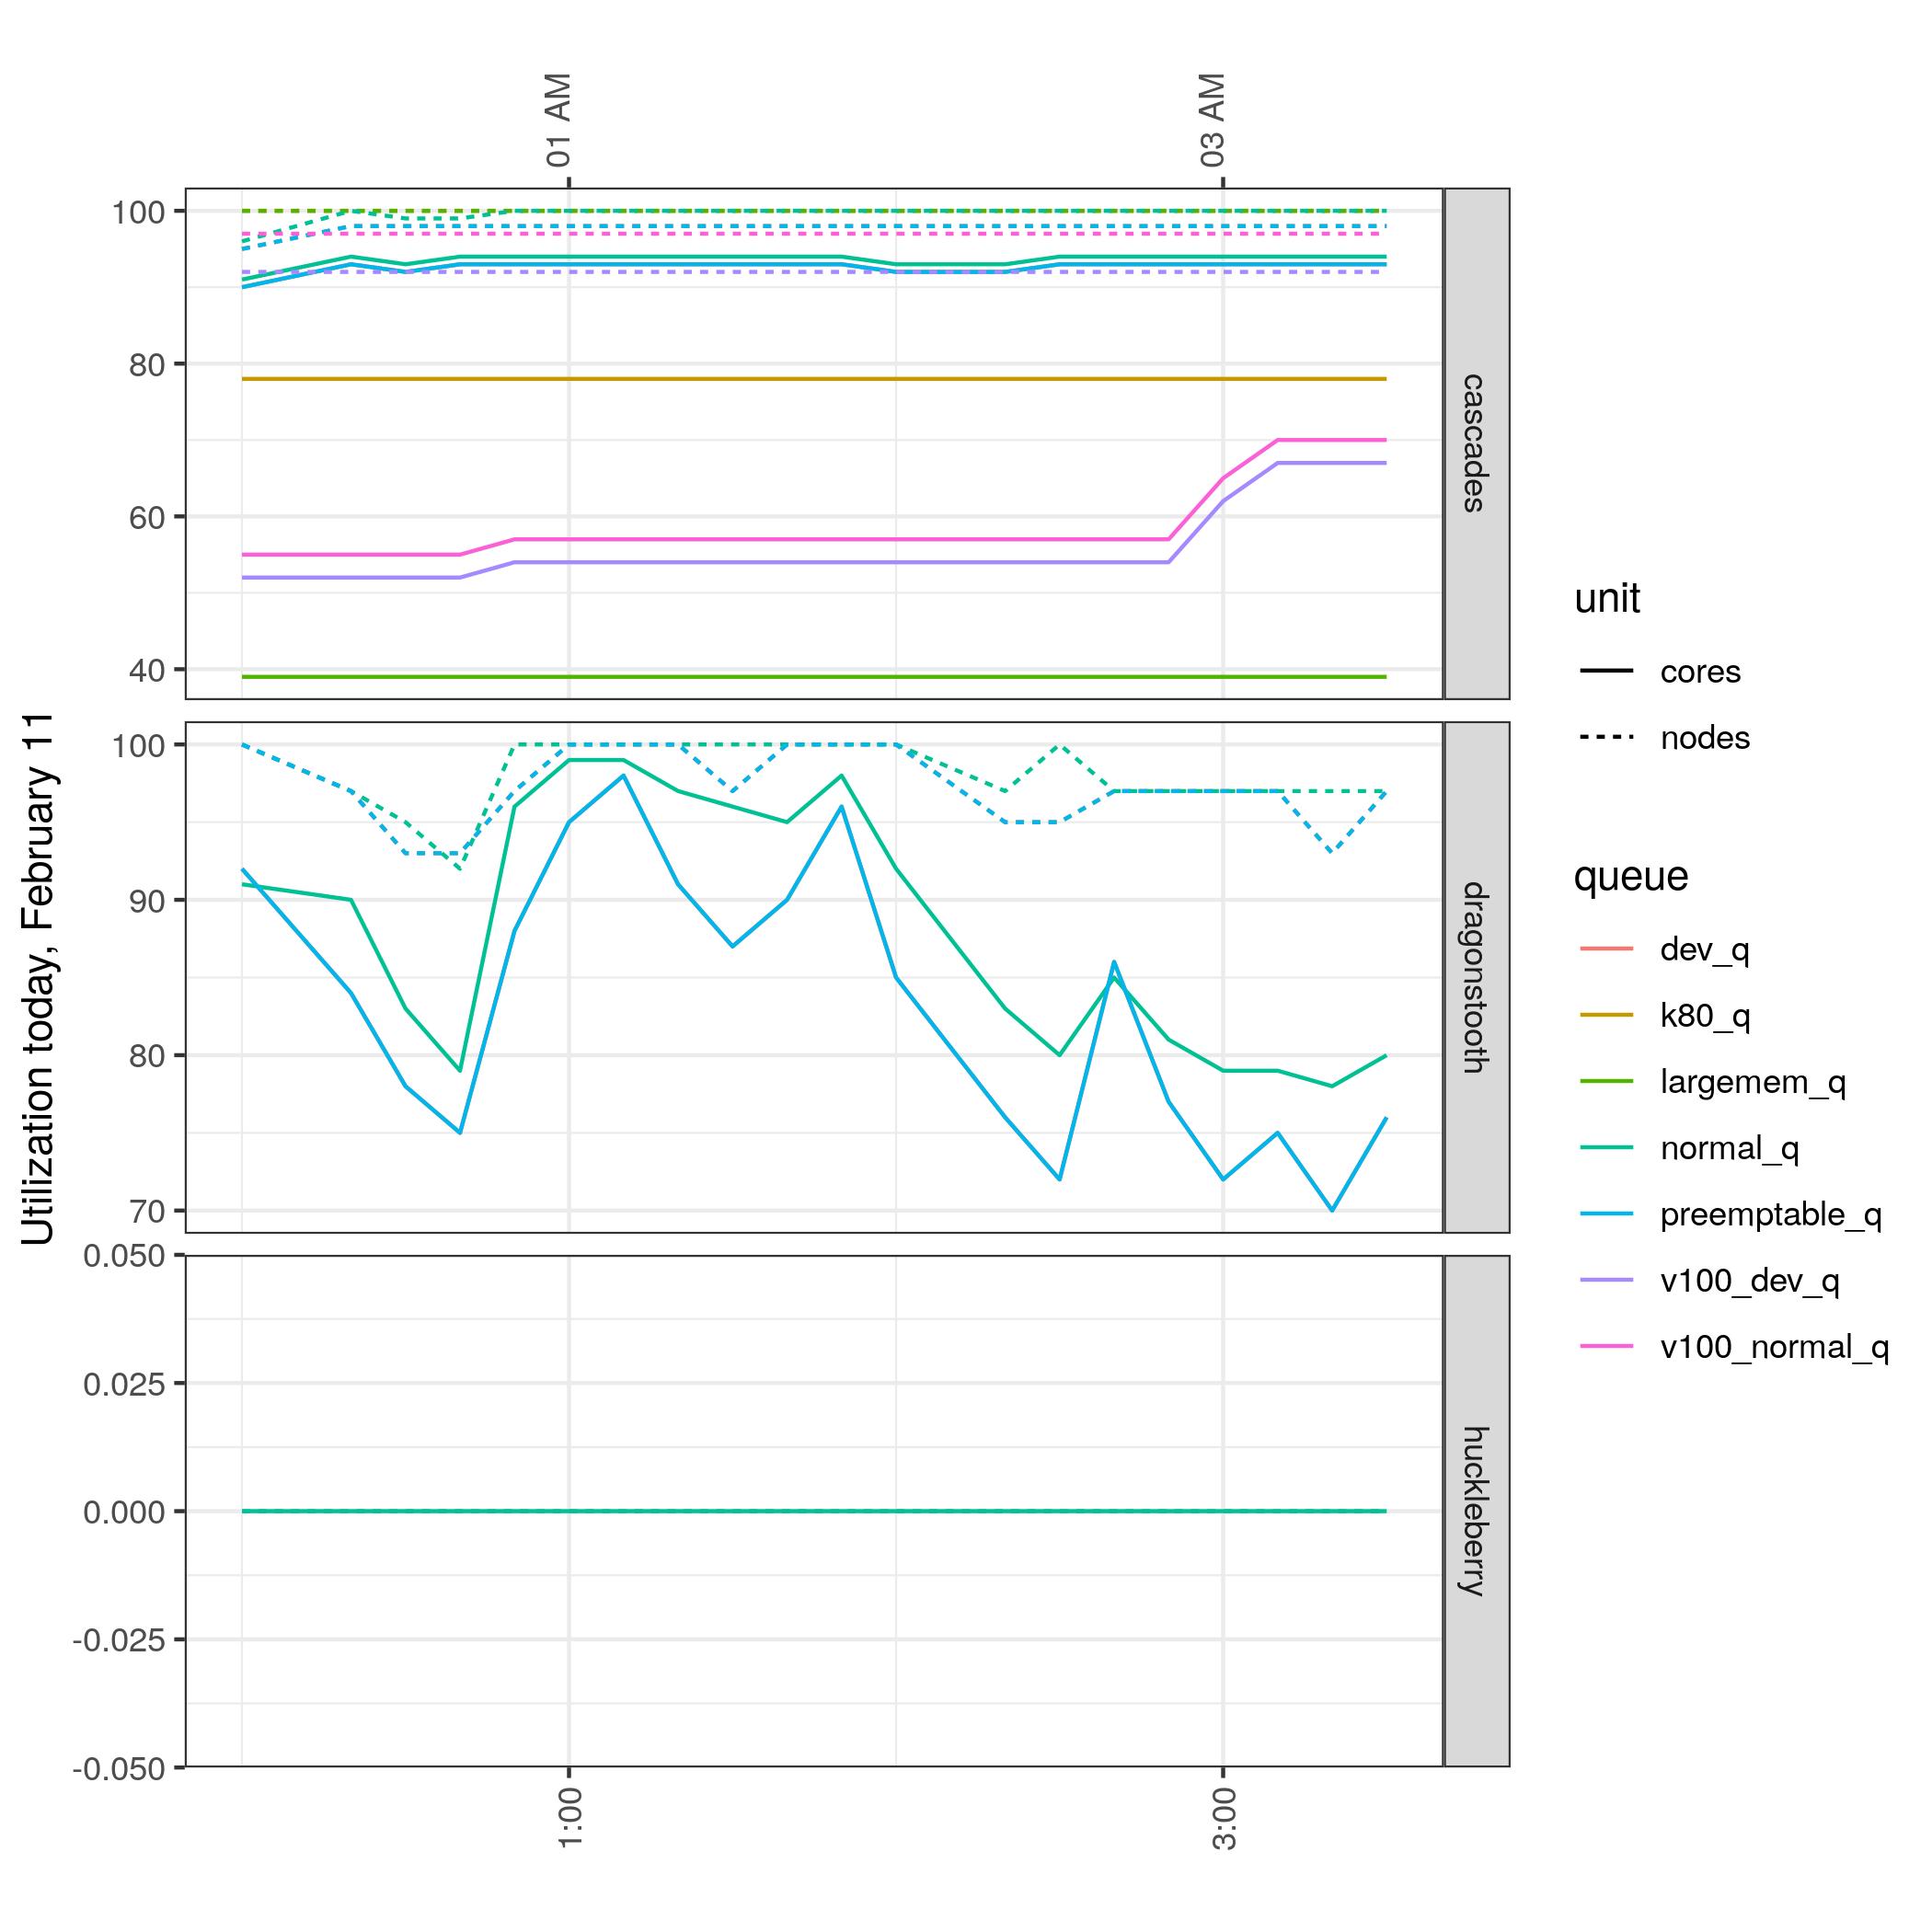 01 AM
03 AM
100
80
60
40
cascades
100
90
80
70
dragonstooth
0.050
0.025
0.000
-0.025
-0.050
huckleberry
1:00
3:00
Utilization today, February 11
unit
cores
nodes
queue
dev_q
k80_q
largemem_q
normal_q
preemptable_q
v100_dev_q
v100_normal_q